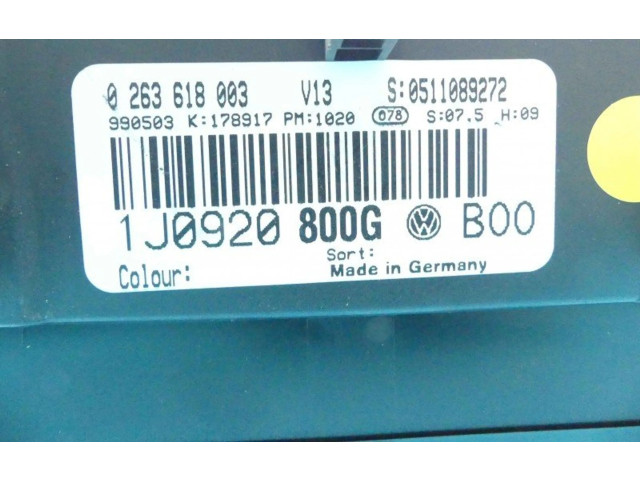 0 263 618 003 V13 S:0511089272
990503 K:178917 PM:1020 078 S:07.5 H:09
1J0920 800G VW B00
Sort:
Colour: Made in Germany